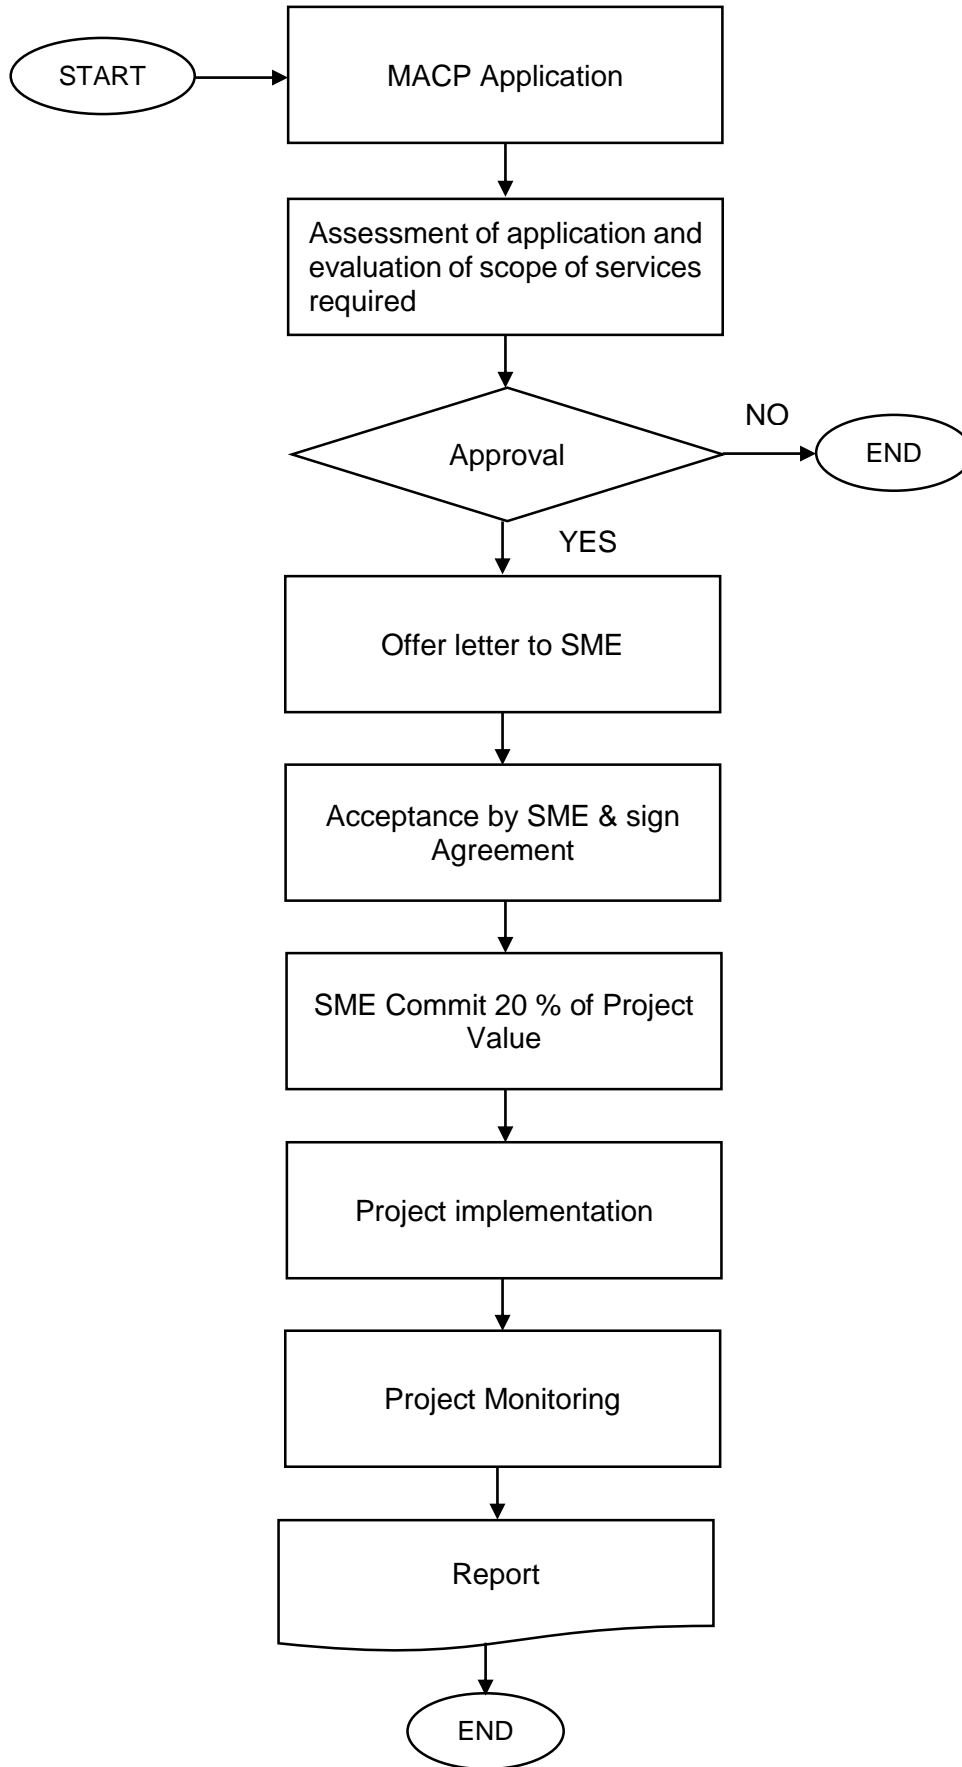 START
MACP Application
Assessment of application and
evaluation of scope of services
required
Approval
NO
END
YES
Offer letter to SME
Acceptance by SME & sign
Agreement
SME Commit 20 % of Project
Value
Project implementation
Project Monitoring
Report
END